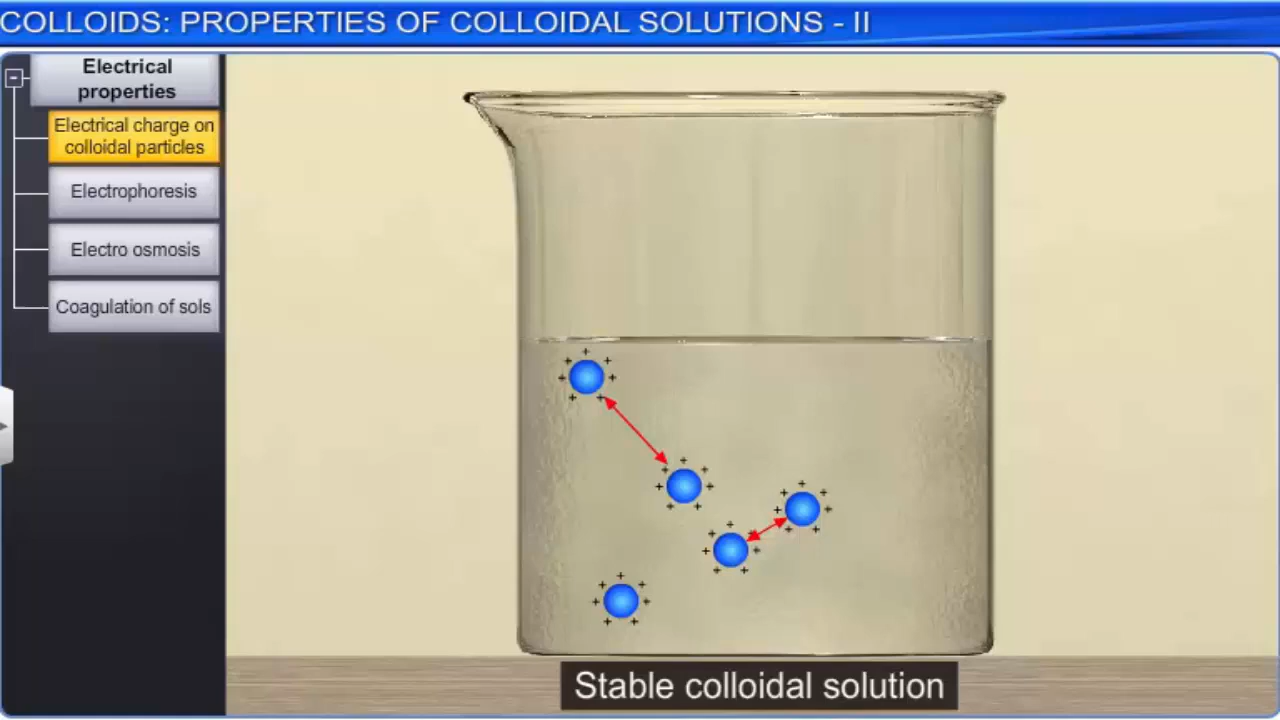 COLLOIDS: PROPERTIES OF COLLOIDAL SOLUTIONS - II
Electrical
properties
Electrical charge on
colloidal particles
Electrophoresis
Electro osmosis
Coagulation of sols
Stable colloidal solution